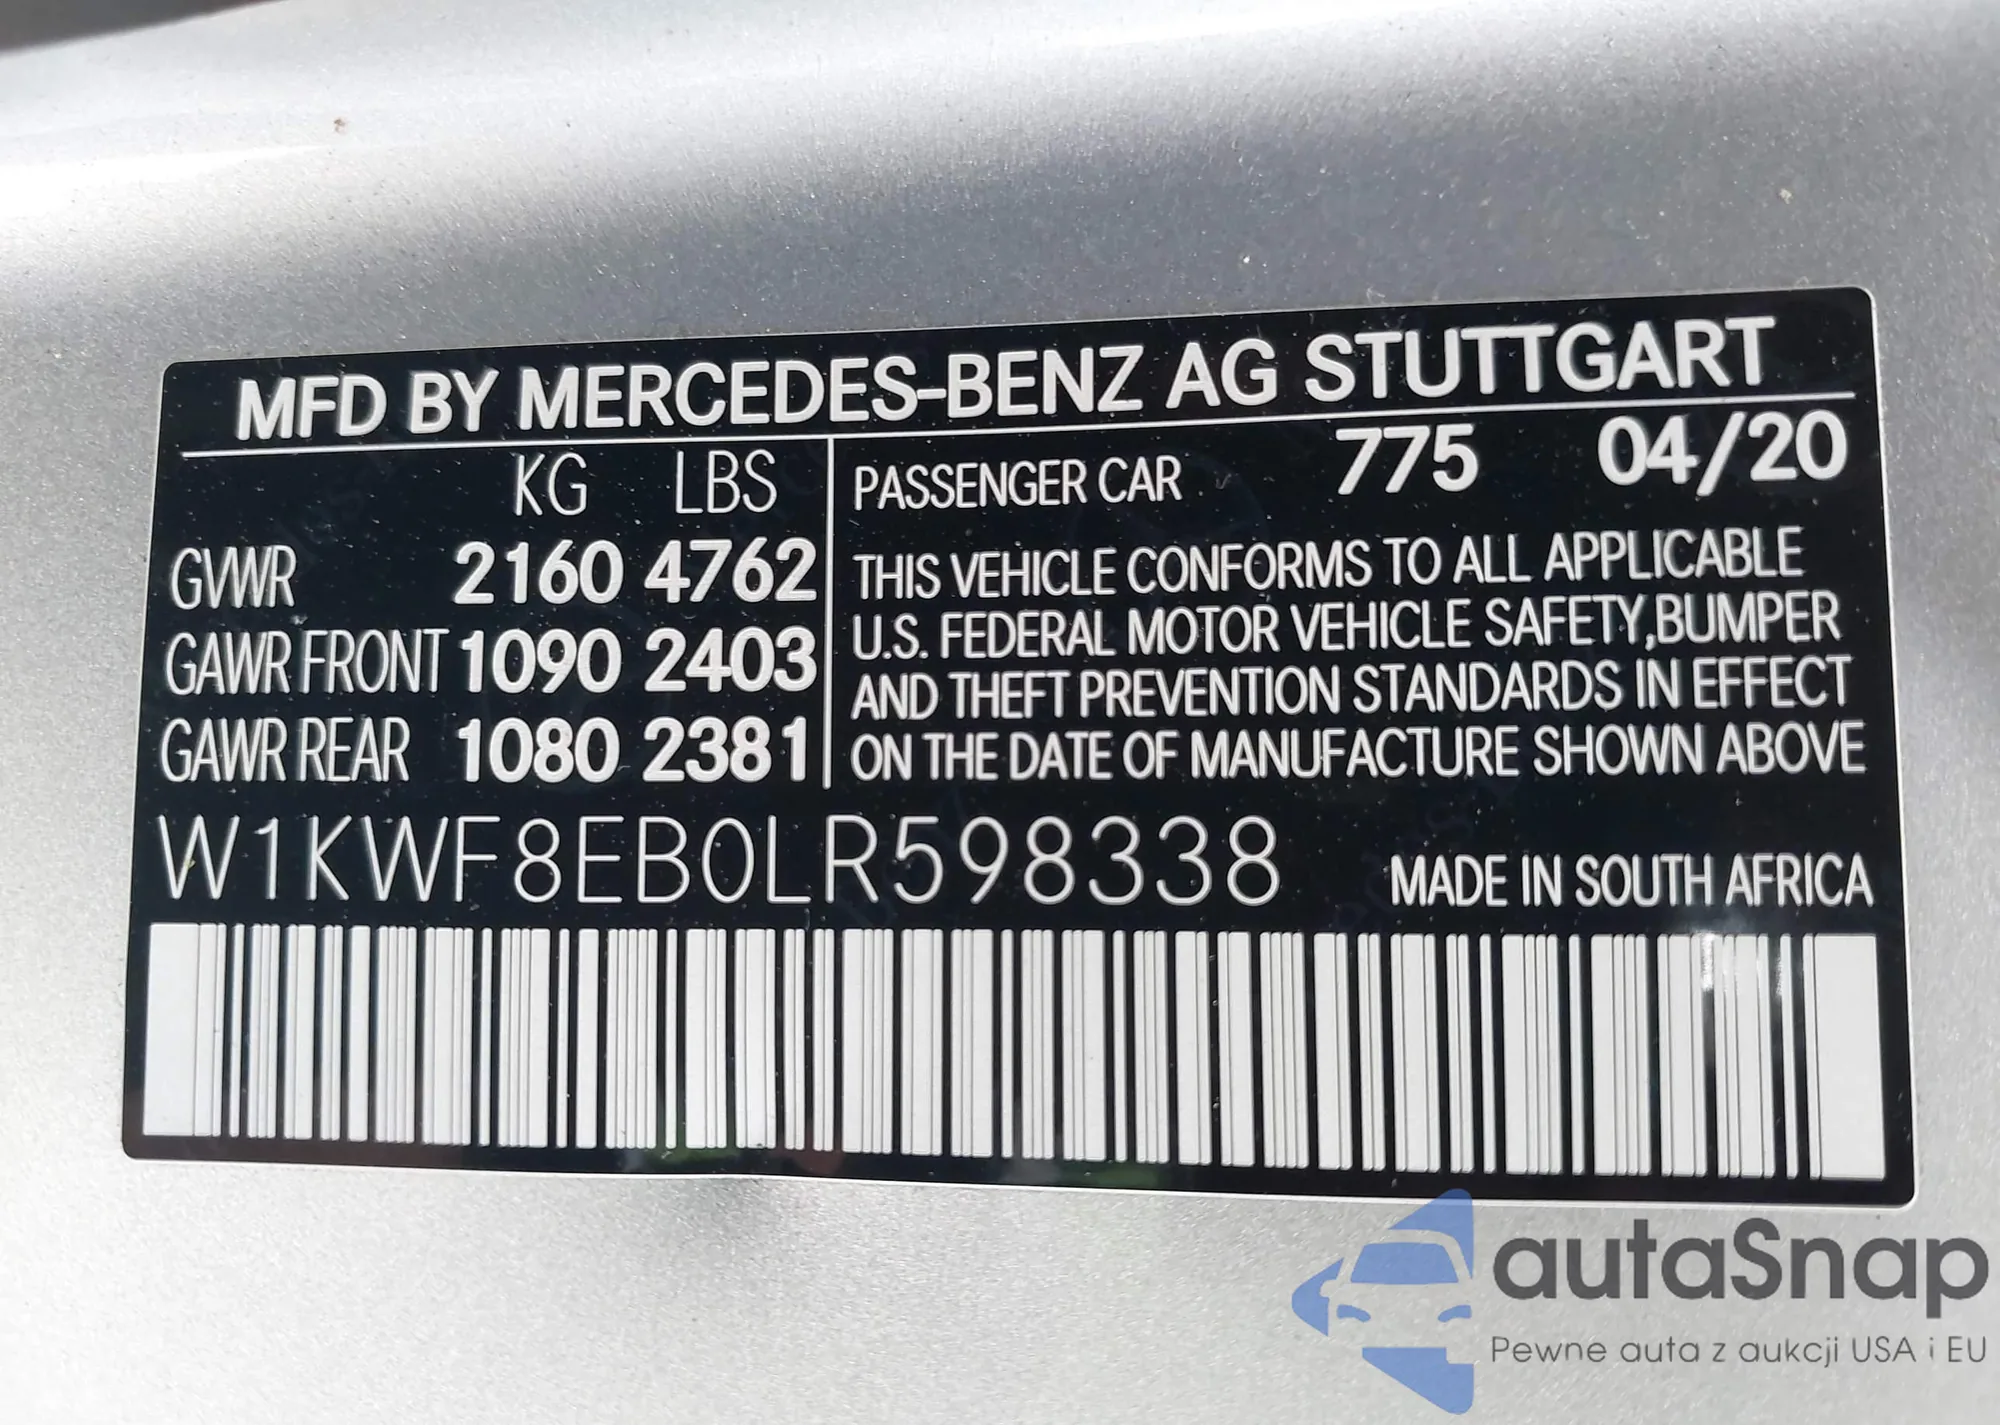 MFD BY MERCEDES-BENZ AG STUTTGART
KG LBS
GVWR 2160 4762
GAWR FRONT 1090 2403
GAWR REAR 1080 2381
PASSENGER CAR 775 04/20
THIS VEHICLE CONFORMS TO ALL APPLICABLE
U.S. FEDERAL MOTOR VEHICLE SAFETY,BUMPER
AND THEFT PREVENTION STANDARDS IN EFFECT
ON THE DATE OF MANUFACTURE SHOWN ABOVE
W1KWF8EB0LR598338 MADE IN SOUTH AFRICA
autaSnap
Pewne auta z aukcji USA i EU